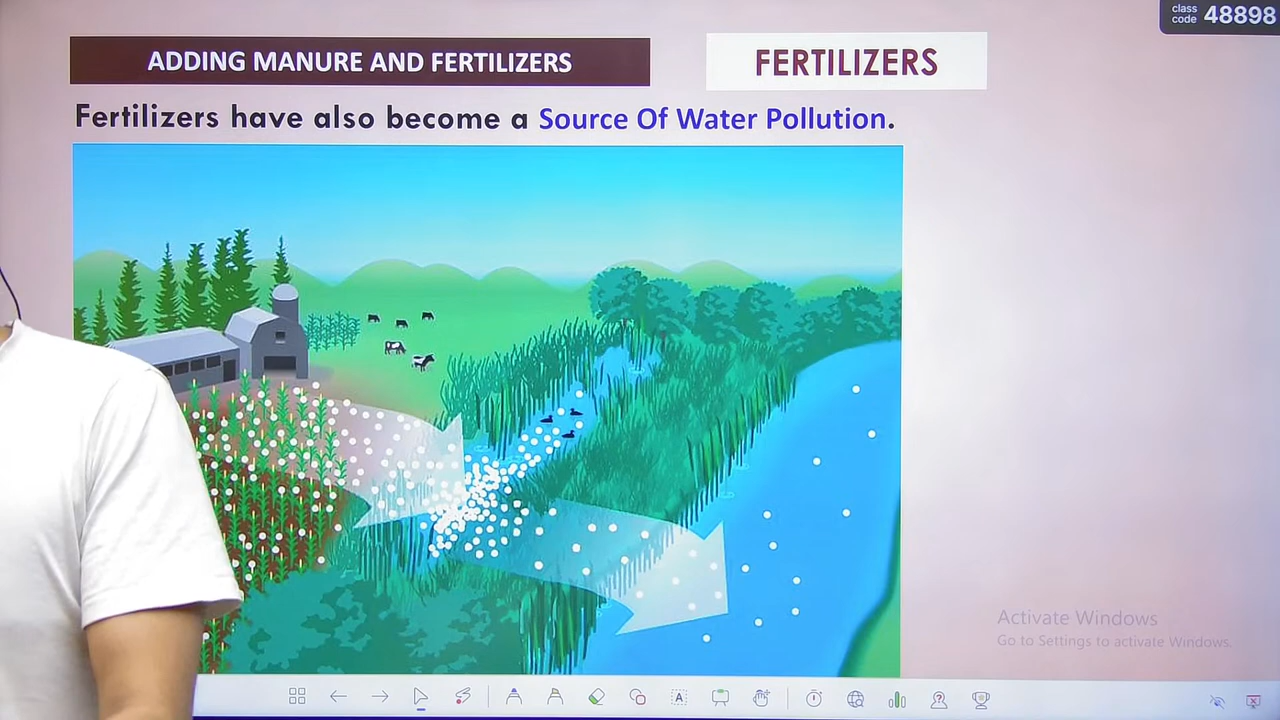 class
code 48898
ADDING MANURE AND FERTILIZERS
FERTILIZERS
Fertilizers have also become a Source Of Water Pollution.
Activate Windows
Go to Settings to activate Windows.
A
?